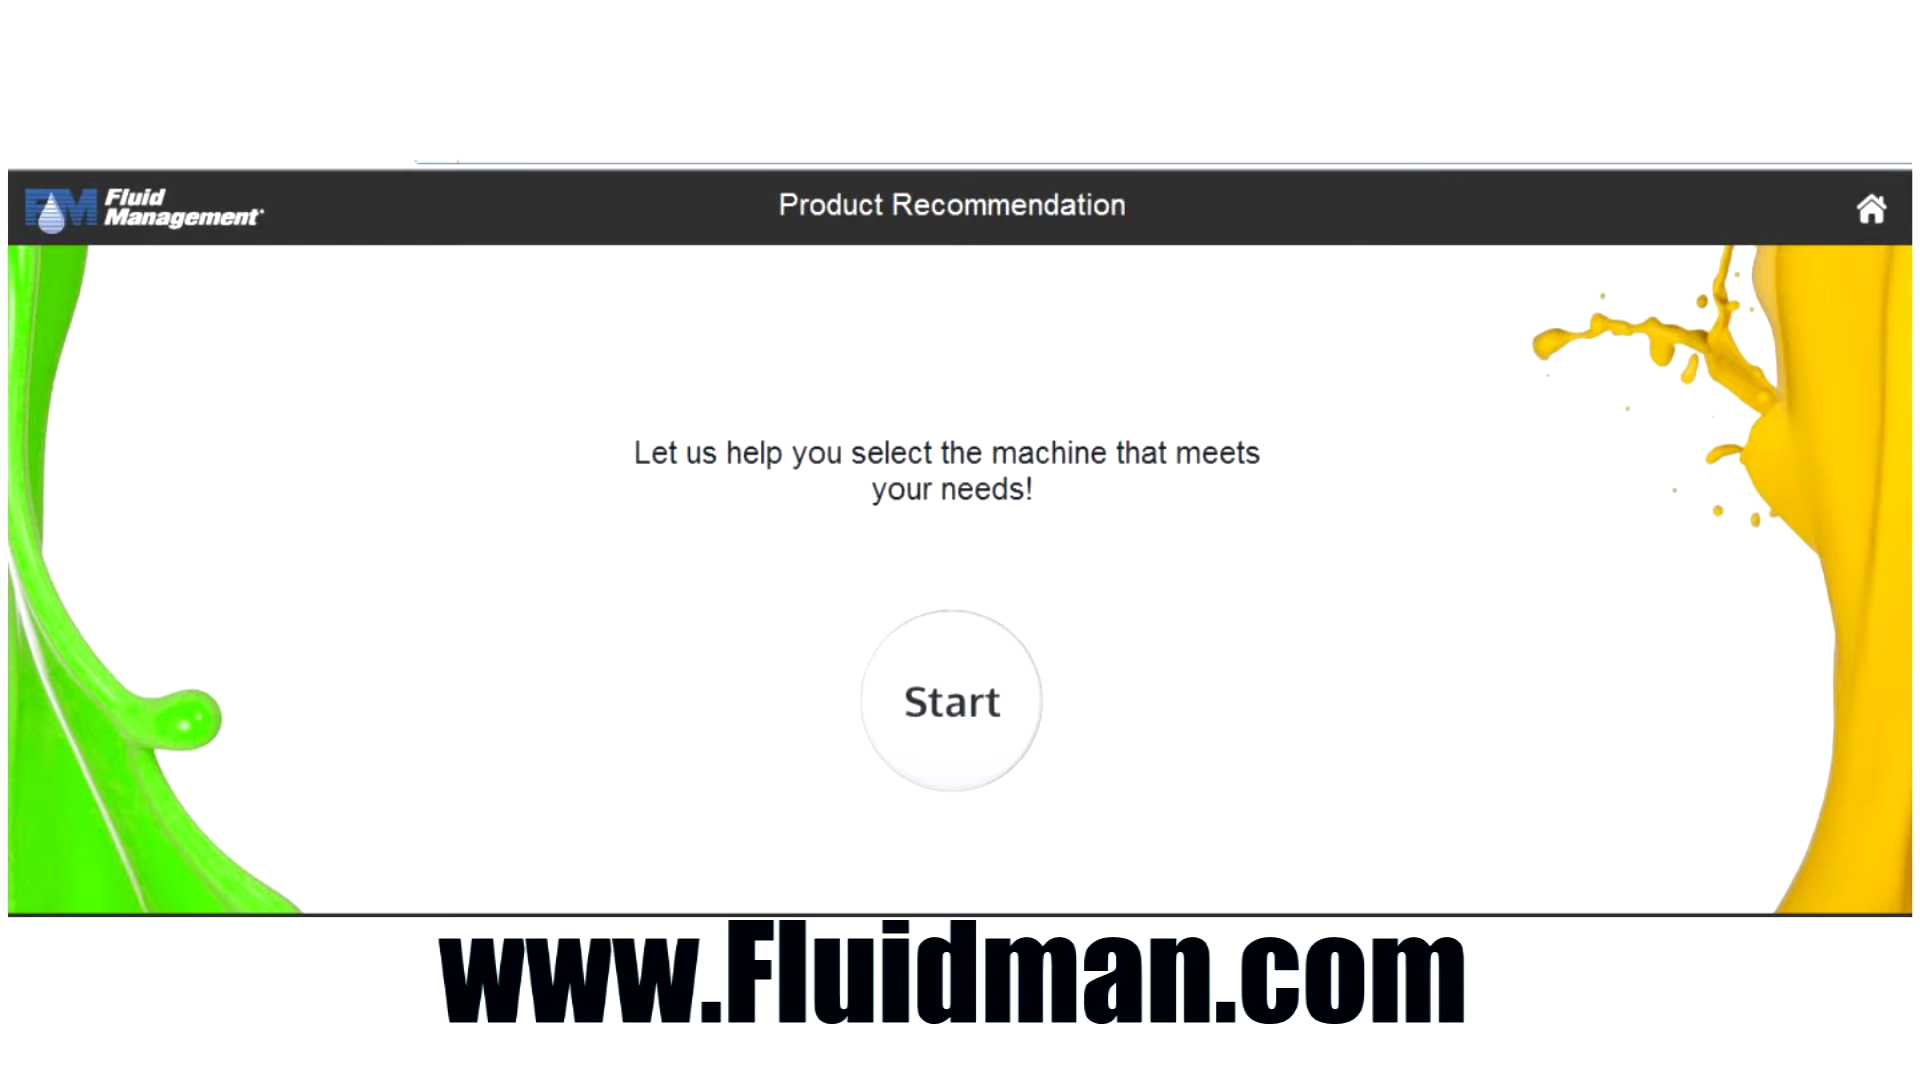 FM Fluid
Management
Product Recommendation
Let us help you select the machine that meets
your needs!
Start
www.Fluidman.com